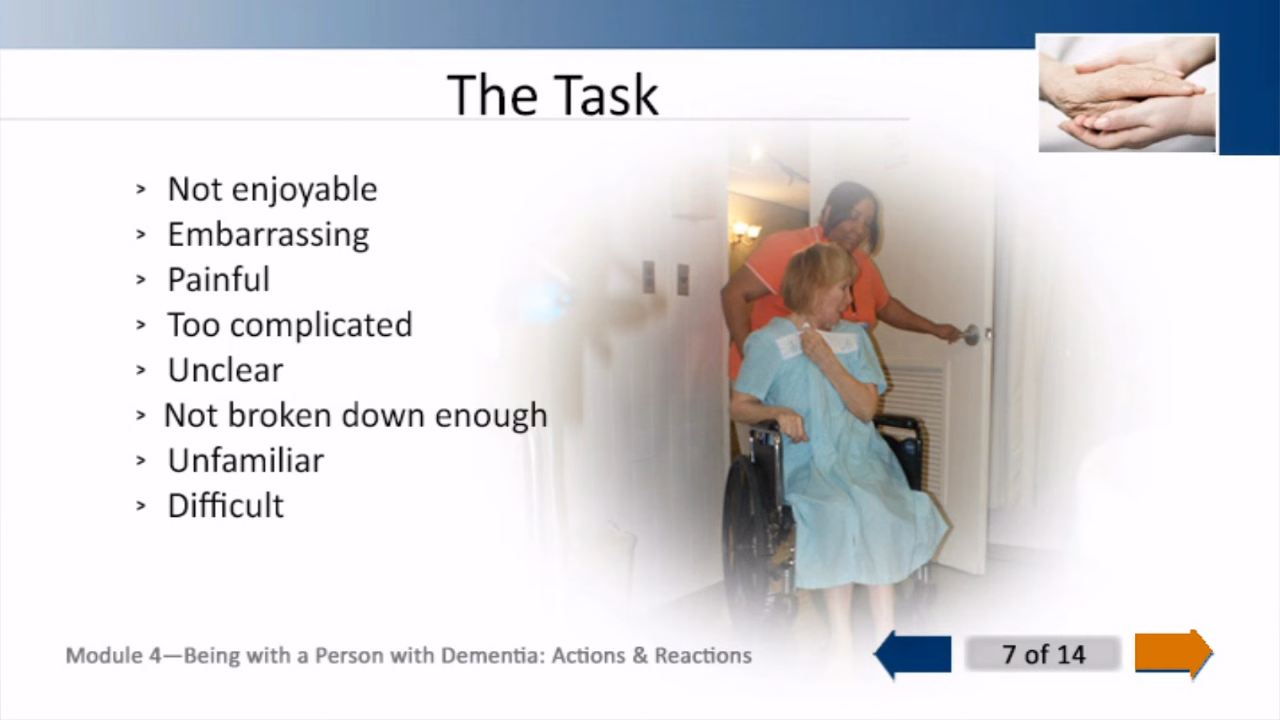 The Task
> Not enjoyable
> Embarrassing
> Painful
> Too complicated
> Unclear
> Not broken down enough
> Unfamiliar
> Difficult
Module 4—Being with a Person with Dementia: Actions & Reactions
7 of 14